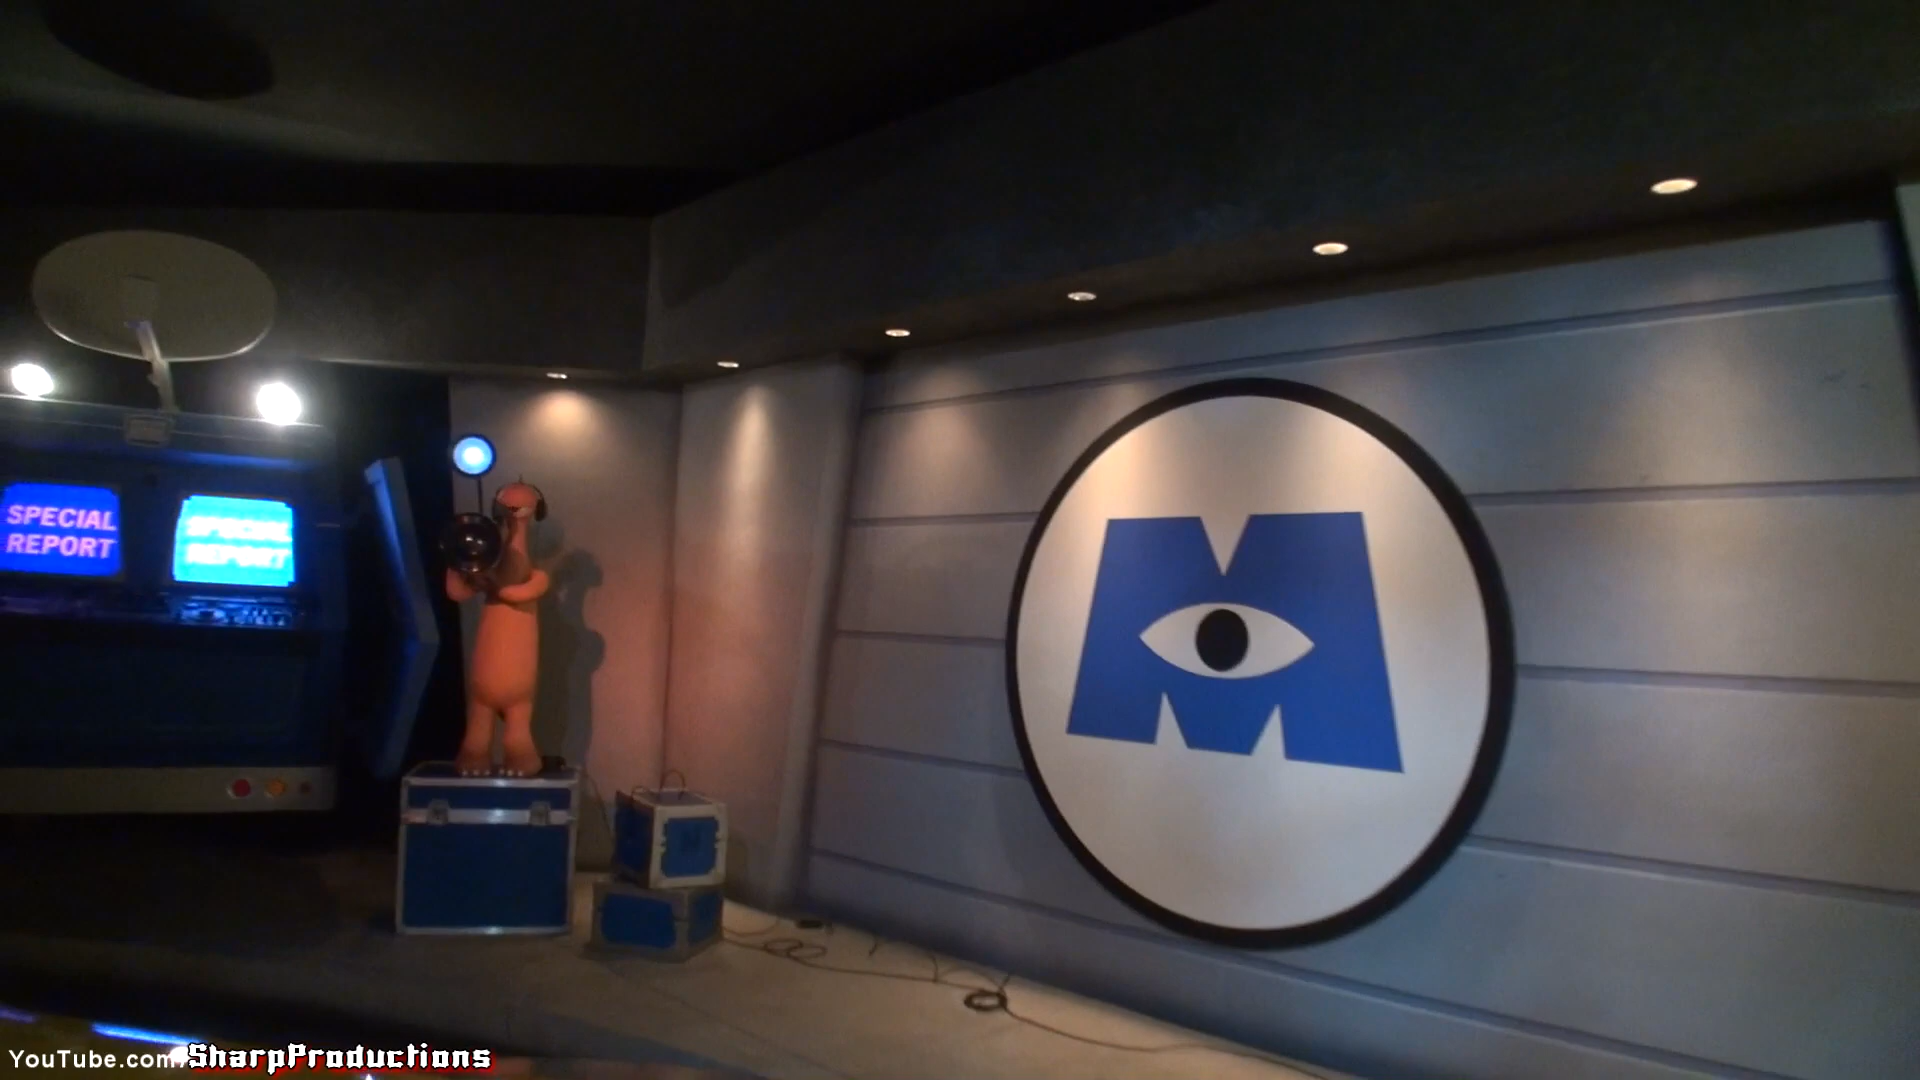 SPECIAL
REPORT
SPECIAL
REPORT
M
YouTube.com/SharpProductions